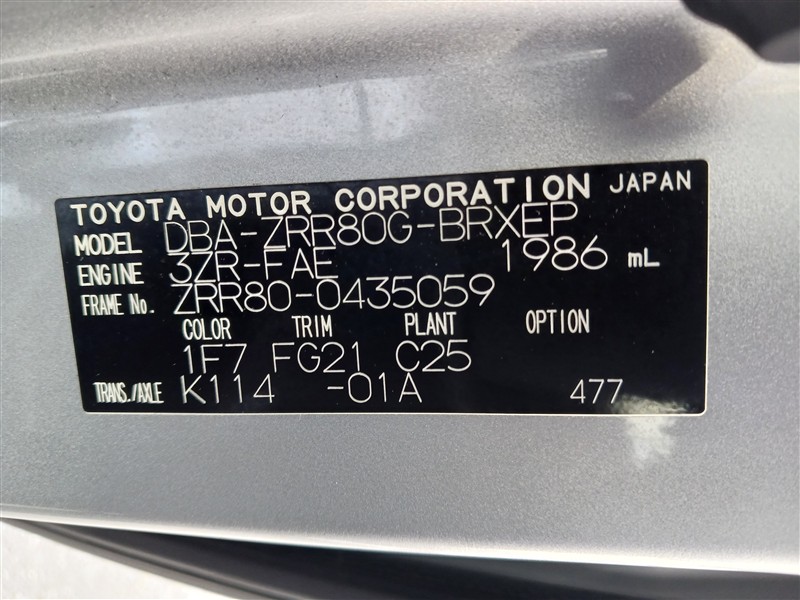 TOYOTA MOTOR CORPORATION JAPAN
MODEL DBA-ZRR80G-BRXEP
ENGINE 3ZR-FAE 1986 mL
FRAME No. ZRR80-0435059
COLOR TRIM PLANT OPTION
1F7 FG21 C25
TRANS./AXLE K114 -01A 477